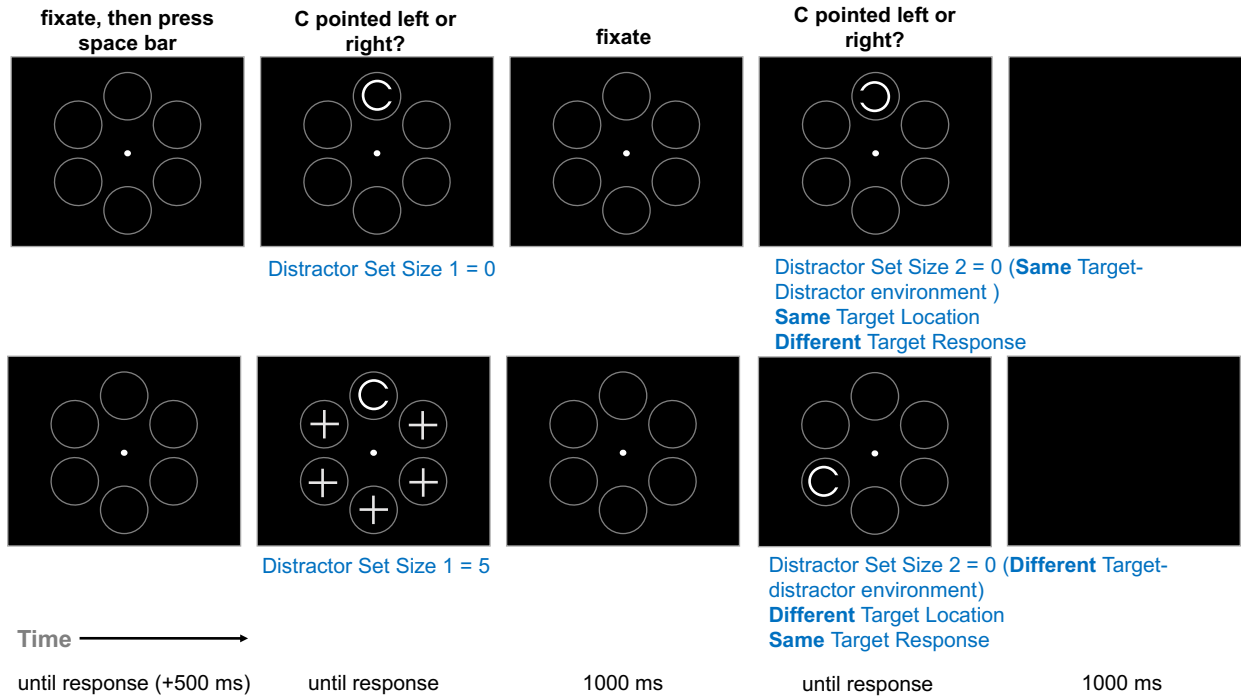 fixate, then press
space bar
C pointed left or
right?
fixate
C pointed left or
right?
Distractor Set Size 1 = 0
Distractor Set Size 2 = 0 (Same Target-
Distractor environment )
Same Target Location
Different Target Response
Distractor Set Size 1 = 5
Distractor Set Size 2 = 0 (Different Target-
distractor environment)
Different Target Location
Same Target Response
Time
until response (+500 ms)
until response
1000 ms
until response
1000 ms